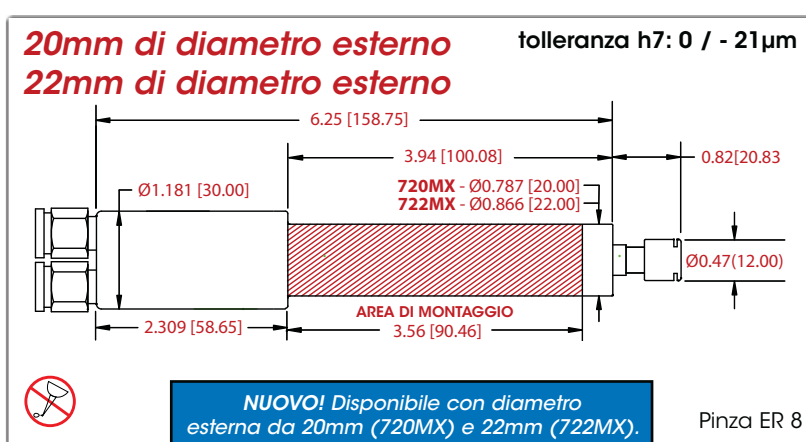 20mm di diametro esterno
tolleranza h7: 0 / - 21µm
22mm di diametro esterno
6.25 [158.75]
3.94 [100.08]
0.82[20.83
Ø1.181 [30.00]
720MX - Ø0.787 [20.00]
722MX - Ø0.866 [22.00]
Ø0.47(12.00)
AREA DI MONTAGGIO
2.309 [58.65]
3.56 [90.46]
NUOVO! Disponibile con diametro
esterna da 20mm (720MX) e 22mm (722MX).
Pinza ER 8